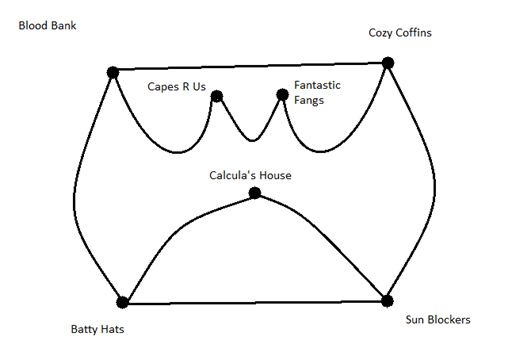 Blood Bank
Cozy Coffins
Capes R Us
Fantastic
Fangs
Calcula's House
Batty Hats
Sun Blockers